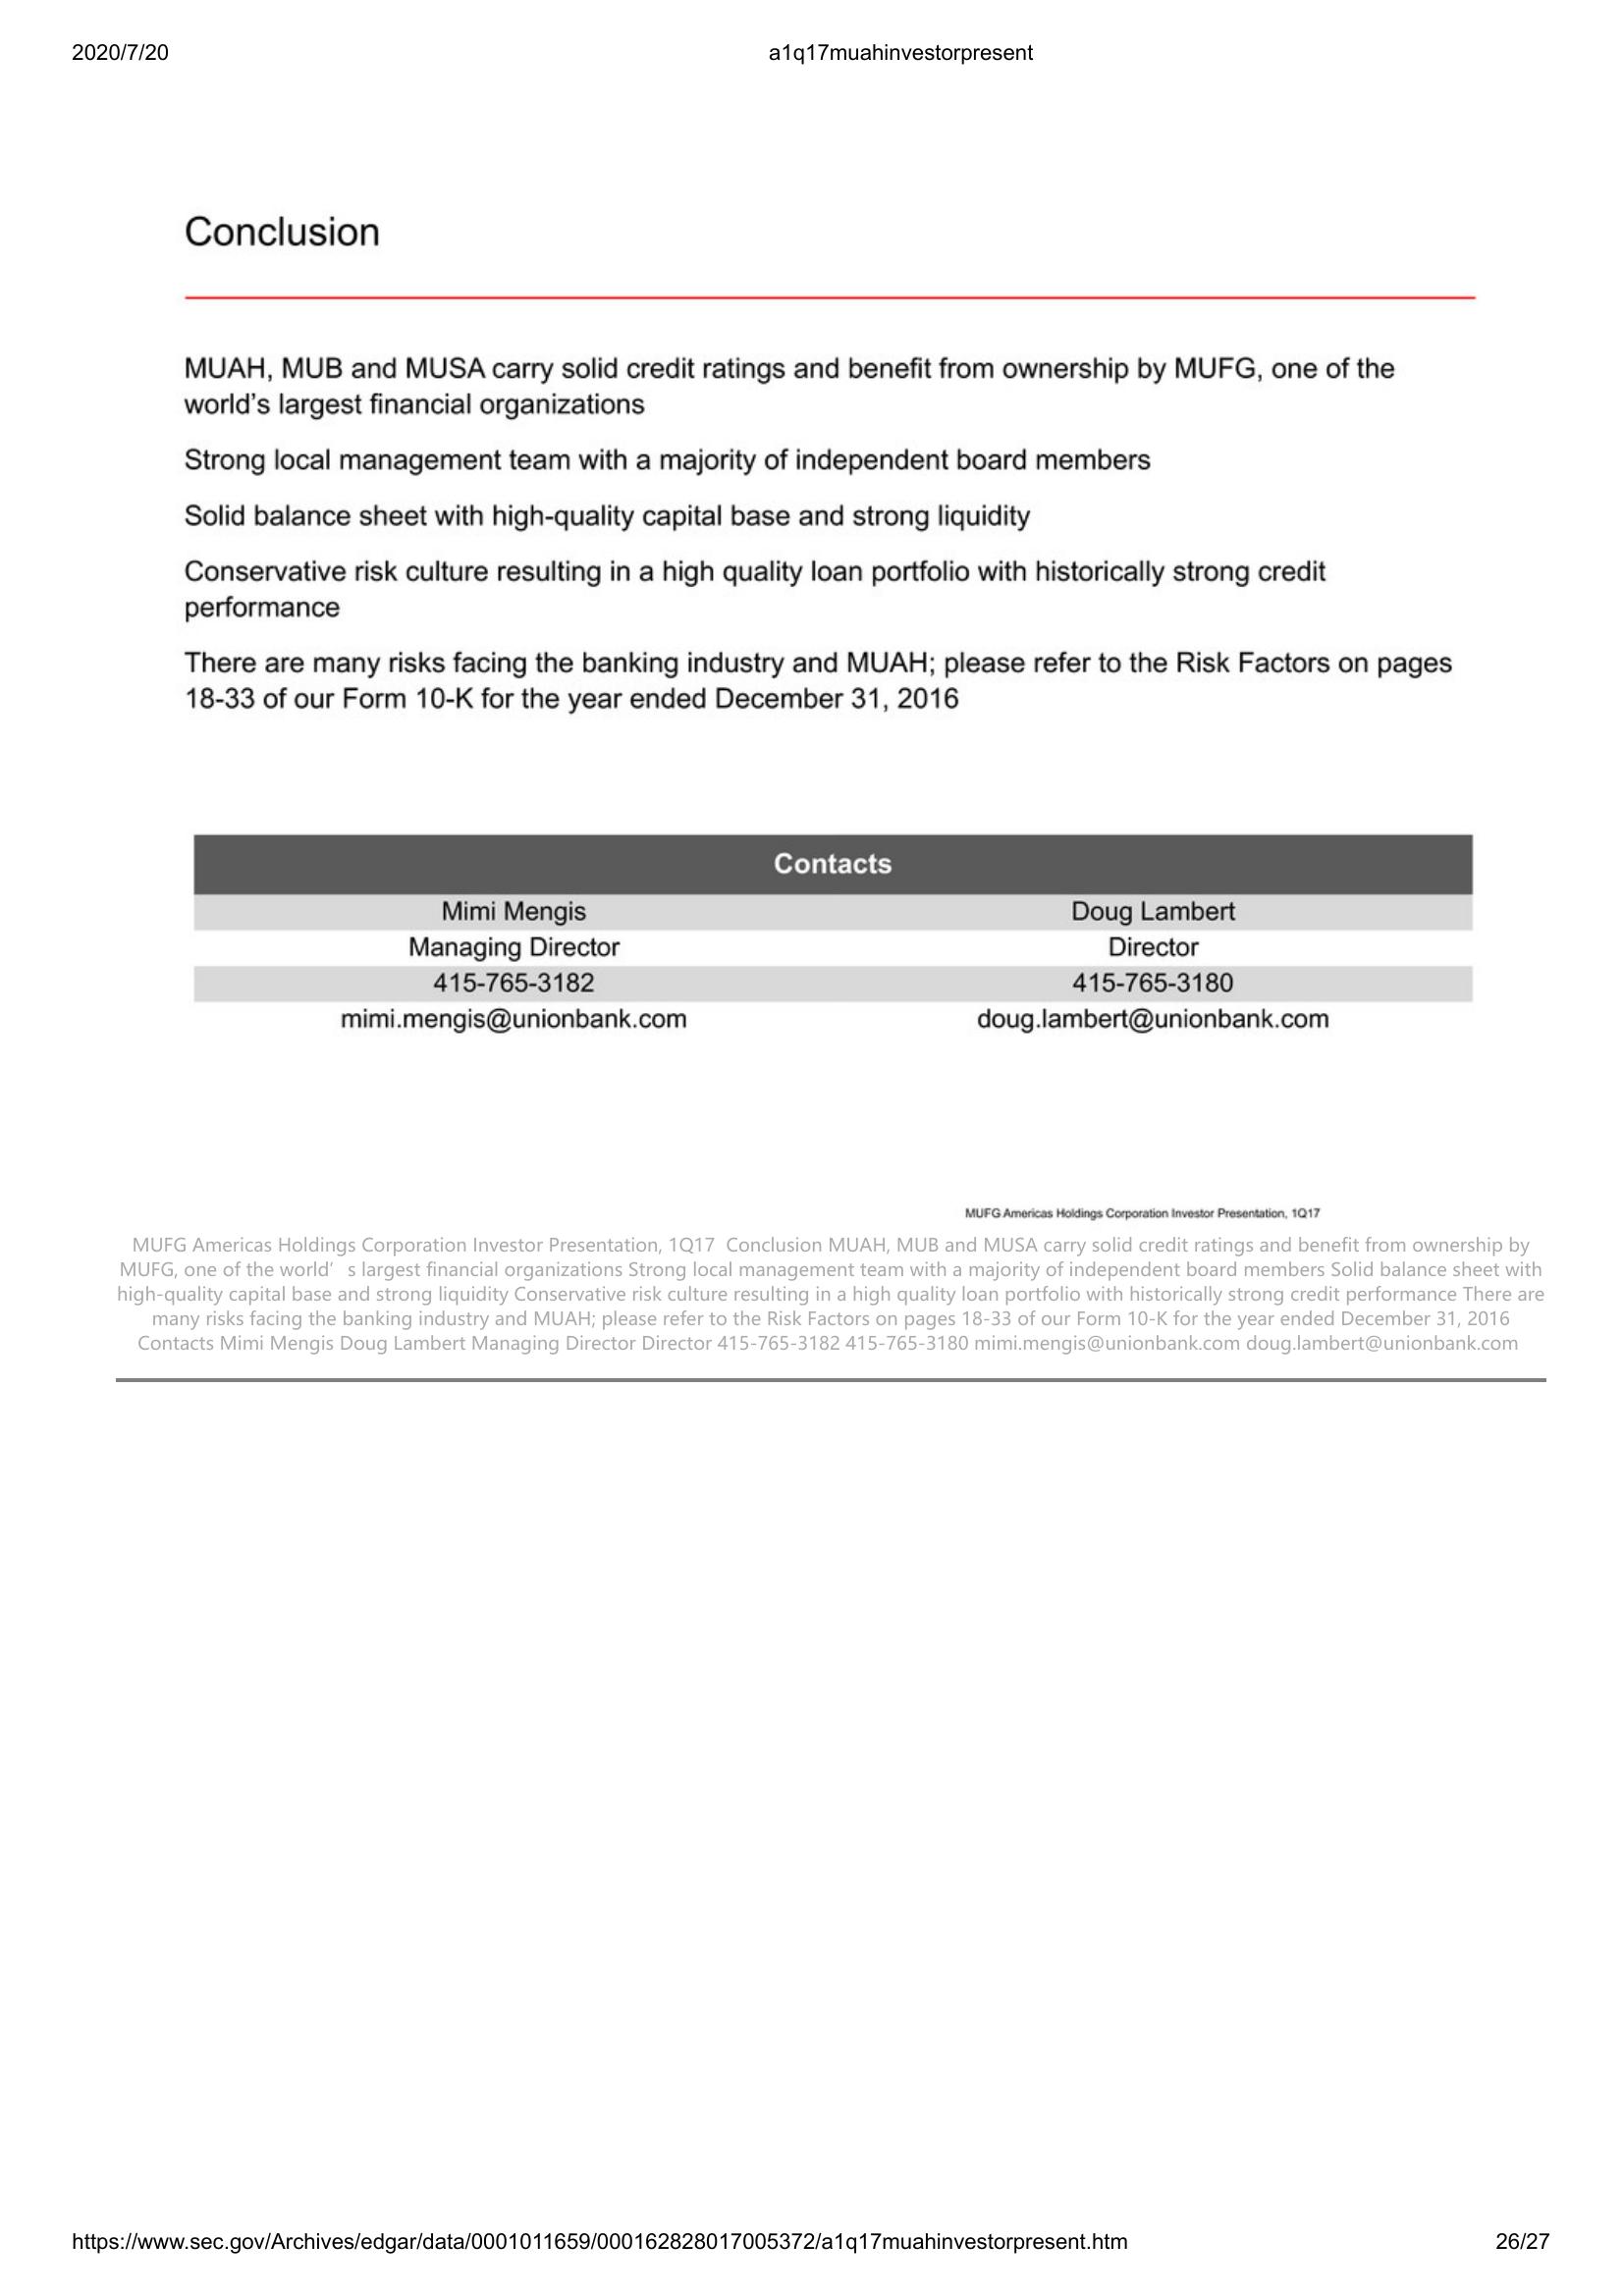 2020/7/20
a1q17muahinvestorpresent
Conclusion
MUAH, MUB and MUSA carry solid credit ratings and benefit from ownership by MUFG, one of the
world's largest financial organizations
Strong local management team with a majority of independent board members
Solid balance sheet with high-quality capital base and strong liquidity
Conservative risk culture resulting in a high quality loan portfolio with historically strong credit
performance
There are many risks facing the banking industry and MUAH; please refer to the Risk Factors on pages
18-33 of our Form 10-K for the year ended December 31, 2016
Contacts
Mimi Mengis Doug Lambert
Managing Director Director
415-765-3182 415-765-3180
mimi.mengis@unionbank.com doug.lambert@unionbank.com
MUFG Americas Holdings Corporation Investor Presentation, 1Q17
MUFG Americas Holdings Corporation Investor Presentation, 1Q17 Conclusion MUAH, MUB and MUSA carry solid credit ratings and benefit from ownership by
MUFG, one of the world’ s largest financial organizations Strong local management team with a majority of independent board members Solid balance sheet with
high-quality capital base and strong liquidity Conservative risk culture resulting in a high quality loan portfolio with historically strong credit performance There are
many risks facing the banking industry and MUAH; please refer to the Risk Factors on pages 18-33 of our Form 10-K for the year ended December 31, 2016
Contacts Mimi Mengis Doug Lambert Managing Director Director 415-765-3182 415-765-3180 mimi.mengis@unionbank.com doug.lambert@unionbank.com
https://www.sec.gov/Archives/edgar/data/0001011659/000162828017005372/a1q17muahinvestorpresent.htm
26/27